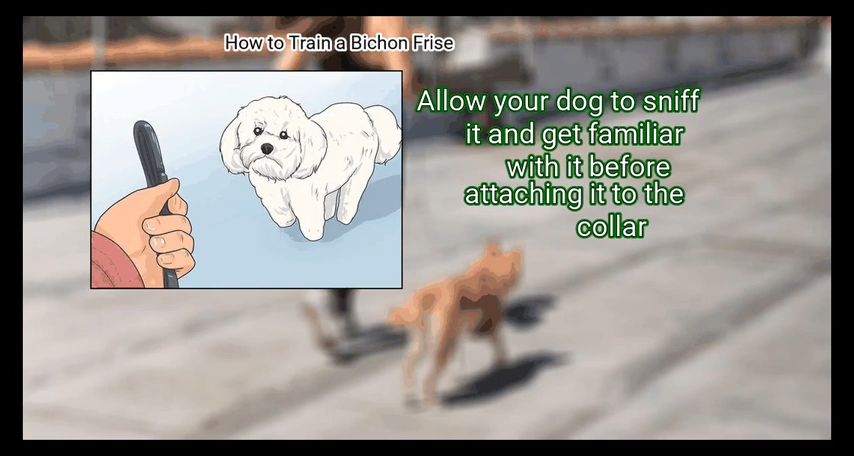 How to Train a Bichon Frise
Allow your dog to sniff
it and get familiar
with it before
attaching it to the
collar